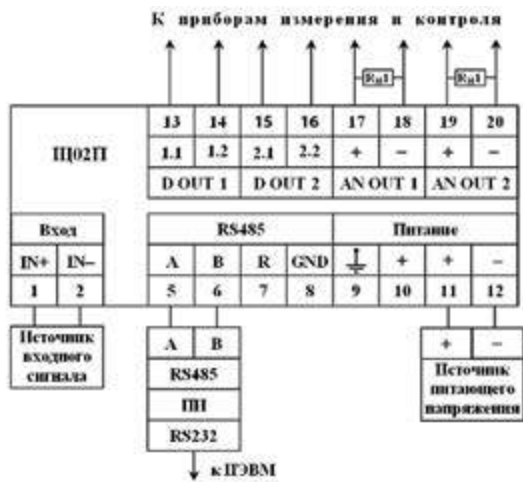 К приборам измерения и контроля
Rн1 Rн1
13 14 15 16 17 18 19 20
Щ02П 1.1 1.2 2.1 2.2 + − + −
D OUT 1 D OUT 2 AN OUT 1 AN OUT 2
Вход RS485 Питание
IN+ IN− A B R GND + + −
1 2 5 6 7 8 9 10 11 12
Источник входного сигнала
A B
RS485
ПИ
RS232
к ПЭВМ
+ −
Источник питающего напряжения